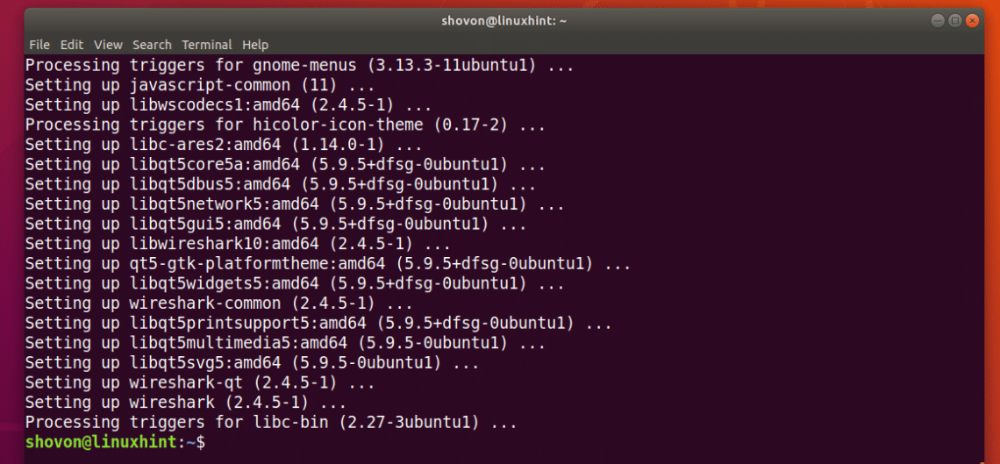 shovon@linuxhint: ~
File Edit View Search Terminal Help
Processing triggers for gnome-menus (3.13.3-11ubuntu1) ...
Setting up javascript-common (11) ...
Setting up libwscodecs1:amd64 (2.4.5-1) ...
Processing triggers for hicolor-icon-theme (0.17-2) ...
Setting up libc-ares2:amd64 (1.14.0-1) ...
Setting up libqt5core5a:amd64 (5.9.5+dfsg-0ubuntu1) ...
Setting up libqt5dbus5:amd64 (5.9.5+dfsg-0ubuntu1) ...
Setting up libqt5network5:amd64 (5.9.5+dfsg-0ubuntu1) ...
Setting up libqt5gui5:amd64 (5.9.5+dfsg-0ubuntu1) ...
Setting up libwireshark10:amd64 (2.4.5-1) ...
Setting up qt5-gtk-platformtheme:amd64 (5.9.5+dfsg-0ubuntu1) ...
Setting up libqt5widgets5:amd64 (5.9.5+dfsg-0ubuntu1) ...
Setting up wireshark-common (2.4.5-1) ...
Setting up libqt5printsupport5:amd64 (5.9.5+dfsg-0ubuntu1) ...
Setting up libqt5multimedia5:amd64 (5.9.5-0ubuntu1) ...
Setting up libqt5svg5:amd64 (5.9.5-0ubuntu1) ...
Setting up wireshark-qt (2.4.5-1) ...
Setting up wireshark (2.4.5-1) ...
Processing triggers for libc-bin (2.27-3ubuntu1) ...
shovon@linuxhint:~$